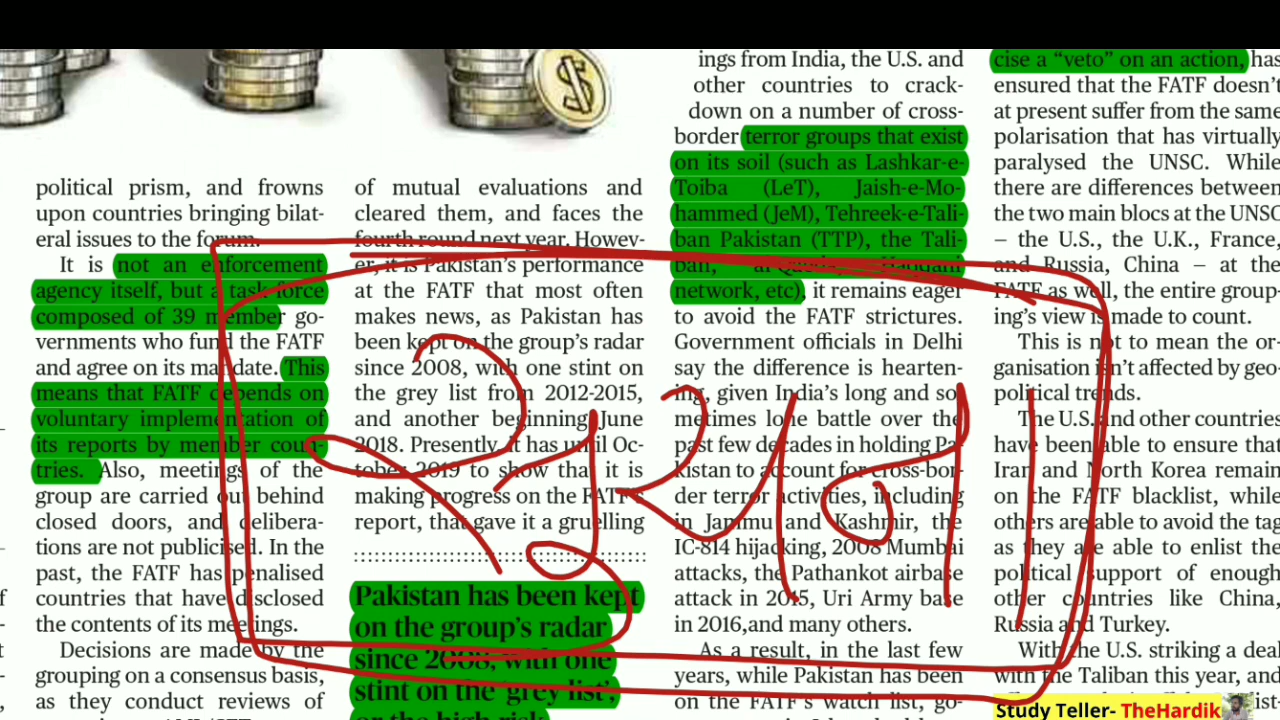 political prism, and frowns
upon countries bringing bilat-
eral issues to the forum.
It is not an enforcement
agency itself, but a task force
composed of 39 member go-
vernments who fund the FATF
and agree on its mandate. This
means that FATF depends on
voluntary implementation of
its reports by member coun-
tries. Also, meetings of the
group are carried out behind
closed doors, and delibera-
tions are not publicised. In the
past, the FATF has penalised
countries that have disclosed
the contents of its meetings.
Decisions are made by the
grouping on a consensus basis,
as they conduct reviews of
of mutual evaluations and
cleared them, and faces the
fourth round next year. Howev-
er, it is Pakistan's performance
at the FATF that most often
makes news, as Pakistan has
been kept on the group's radar
since 2008, with one stint on
the grey list from 2012-2015,
and another beginning June
2018. Presently, it has until Oc-
tober 2019 to show that it is
making progress on the FATF's
report, that gave it a gruelling
Pakistan has been kept
on the group's radar
since 2008, with one
stint on the 'grey list',
or the high risk
ings from India, the U.S. and
other countries to crack-
down on a number of cross-
border terror groups that exist
on its soil (such as Lashkar-e-
Toiba (LeT), Jaish-e-Mo-
hammed (JeM), Tehreek-e-Tali-
ban Pakistan (TTP), the Tali-
ban, al-Qaeda, Haqqani
network, etc), it remains eager
to avoid the FATF strictures.
Government officials in Delhi
say the difference is hearten-
ing, given India's long and so-
metimes lone battle over the
past few decades in holding Pa-
kistan to account for cross-bor-
der terror activities, including
in Jammu and Kashmir, the
IC-814 hijacking, 2008 Mumbai
attacks, the Pathankot airbase
attack in 2015, Uri Army base
in 2016,and many others.
As a result, in the last few
years, while Pakistan has been
on the FATF's watch list, go-
cise a “veto” on an action, has
ensured that the FATF doesn't
at present suffer from the same
polarisation that has virtually
paralysed the UNSC. While
there are differences between
the two main blocs at the UNSC
— the U.S., the U.K., France,
and Russia, China — at the
FATF as well, the entire group-
ing's view is made to count.
This is not to mean the or-
ganisation isn't affected by geo-
political trends.
The U.S. and other countries
have been able to ensure that
Iran and North Korea remain
on the FATF blacklist, while
others are able to avoid the tag
as they are able to enlist the
political support of enough
other countries like China,
Russia and Turkey.
With the U.S. striking a deal
with the Taliban this year, and
Study Teller- TheHardik